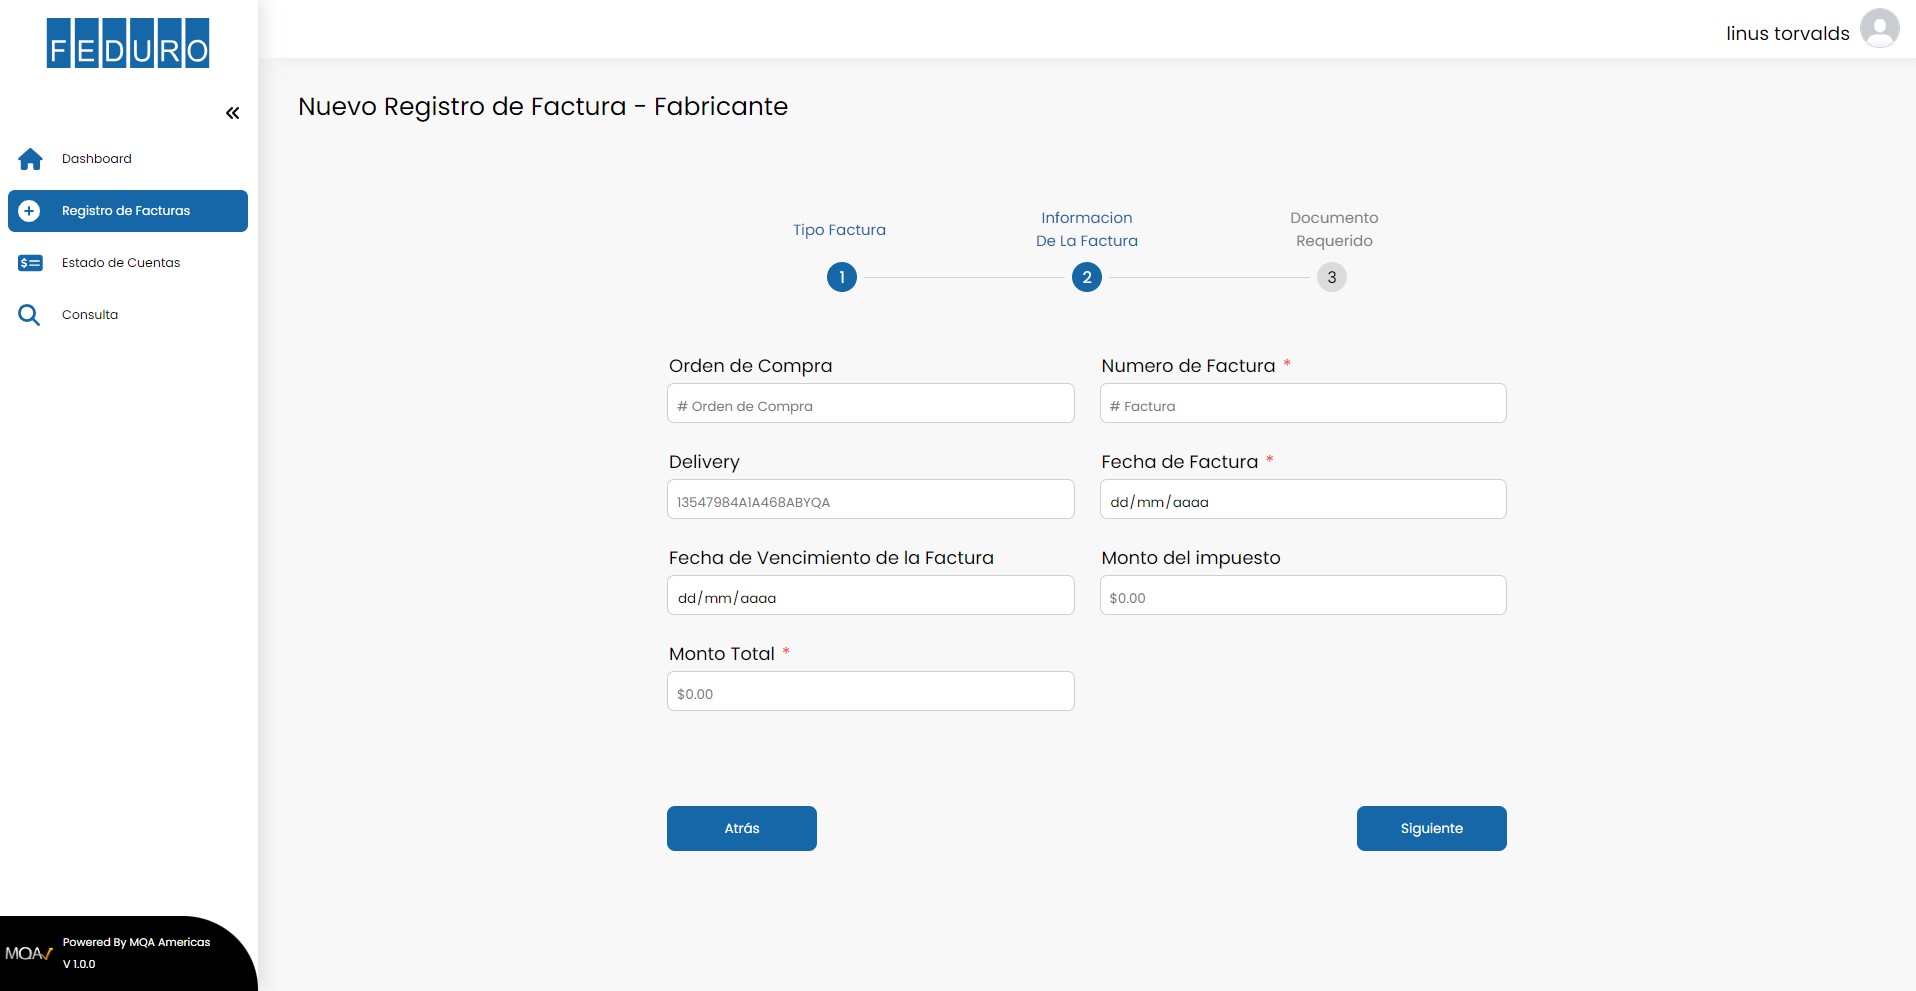 FEDURO
linus torvalds
Nuevo Registro de Factura - Fabricante
Dashboard
Registro de Facturas
Estado de Cuentas
Consulta
Tipo Factura
Informacion
De La Factura
Documento
Requerido
1
2
3
Orden de Compra
# Orden de Compra
Numero de Factura *
# Factura
Delivery
13547984A1A468ABYQA
Fecha de Factura *
dd/mm/aaaa
Fecha de Vencimiento de la Factura
dd/mm/aaaa
Monto del impuesto
$0.00
Monto Total *
$0.00
Atrás
Siguiente
MQA
Powered By MQA Americas
V 1.0.0